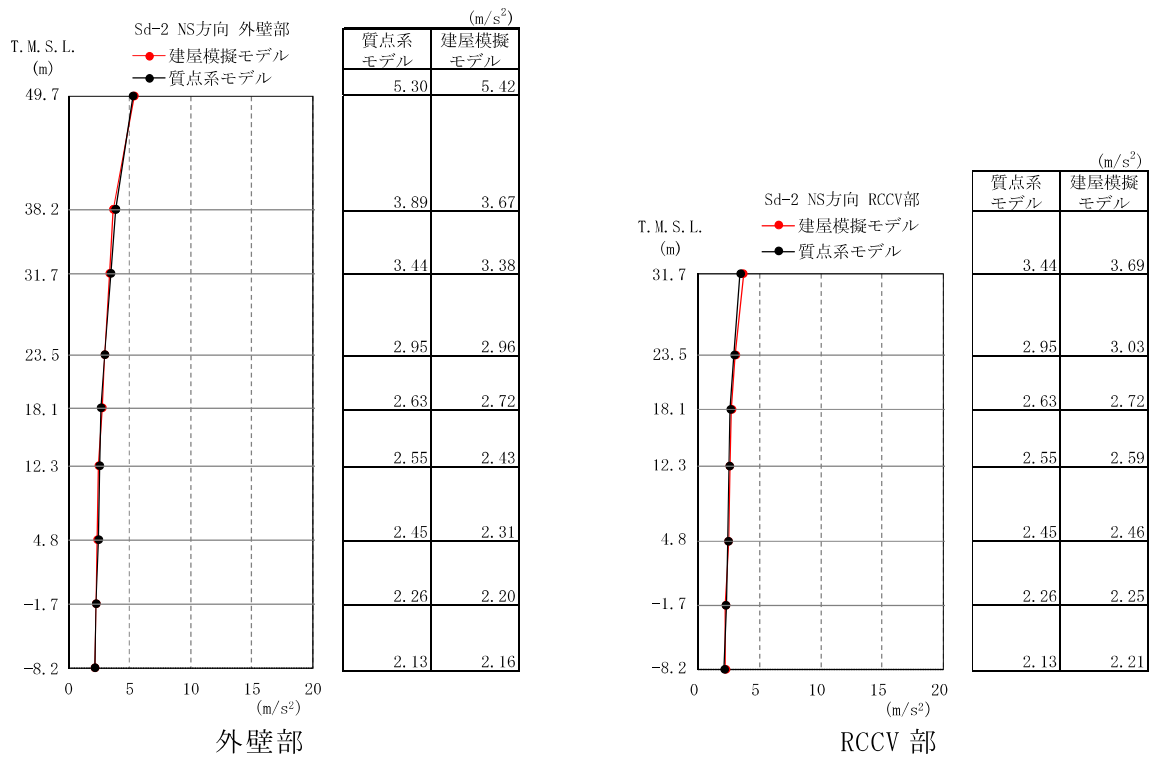 Sd-2 NS方向 外壁部
T.M.S.L.
(m)
建屋模擬モデル
質点系モデル
49.7
38.2
31.7
23.5
18.1
12.3
4.8
-1.7
-8.2
0 5 10 15 20
(m/s²)
(m/s²)
質点系 建屋模擬
モデル モデル
5.30 5.42
3.89 3.67
3.44 3.38
2.95 2.96
2.63 2.72
2.55 2.43
2.45 2.31
2.26 2.20
2.13 2.16
外壁部
Sd-2 NS方向 RCCV部
T.M.S.L.
(m)
建屋模擬モデル
質点系モデル
31.7
23.5
18.1
12.3
4.8
-1.7
-8.2
0 5 10 15 20
(m/s²)
(m/s²)
質点系 建屋模擬
モデル モデル
3.44 3.69
2.95 3.03
2.63 2.72
2.55 2.59
2.45 2.46
2.26 2.25
2.13 2.21
RCCV 部